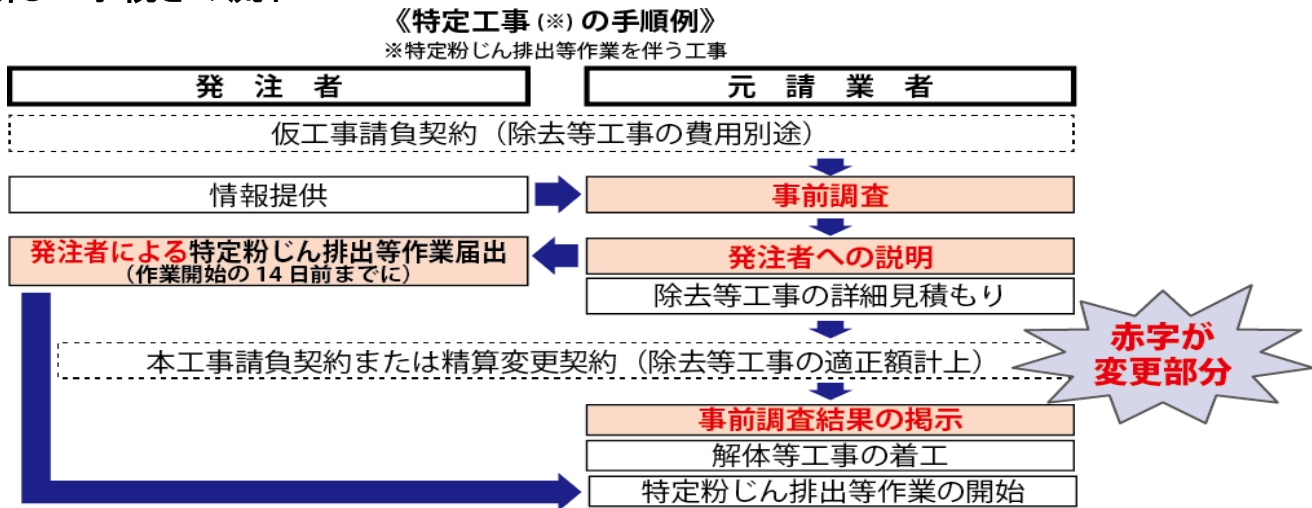 《特定工事(※)の手順例》
※特定粉じん排出等作業を伴う工事
発 注 者
元 請 業 者
仮工事請負契約（除去等工事の費用別途）
情報提供
事前調査
発注者による特定粉じん排出等作業届出
（作業開始の14日前までに）
発注者への説明
除去等工事の詳細見積もり
赤字が
変更部分
本工事請負契約または精算変更契約（除去等工事の適正額計上）
事前調査結果の掲示
解体等工事の着工
特定粉じん排出等作業の開始